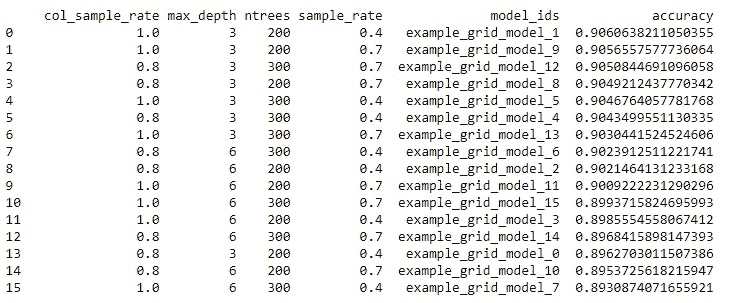 col_sample_rate max_depth ntrees sample_rate model_ids accuracy
0 1.0 3 200 0.4 example_grid_model_1 0.9060638211050355
1 1.0 3 200 0.7 example_grid_model_9 0.9056557577736064
2 0.8 3 300 0.7 example_grid_model_12 0.9050844691096058
3 0.8 3 200 0.7 example_grid_model_8 0.9049212437770342
4 1.0 3 300 0.4 example_grid_model_5 0.9046764057781768
5 0.8 3 300 0.4 example_grid_model_4 0.9043499551130335
6 1.0 3 300 0.7 example_grid_model_13 0.9030441524524606
7 0.8 6 300 0.4 example_grid_model_6 0.9023912511221741
8 0.8 6 200 0.4 example_grid_model_2 0.9021464131233168
9 1.0 6 200 0.7 example_grid_model_11 0.9009222231290296
10 1.0 6 300 0.7 example_grid_model_15 0.8993715824695993
11 1.0 6 200 0.4 example_grid_model_3 0.8985554558067412
12 0.8 6 300 0.7 example_grid_model_14 0.8968415898147393
13 0.8 3 200 0.4 example_grid_model_0 0.8962703011507386
14 0.8 6 200 0.7 example_grid_model_10 0.8953725618215947
15 1.0 6 300 0.4 example_grid_model_7 0.8930874071655921